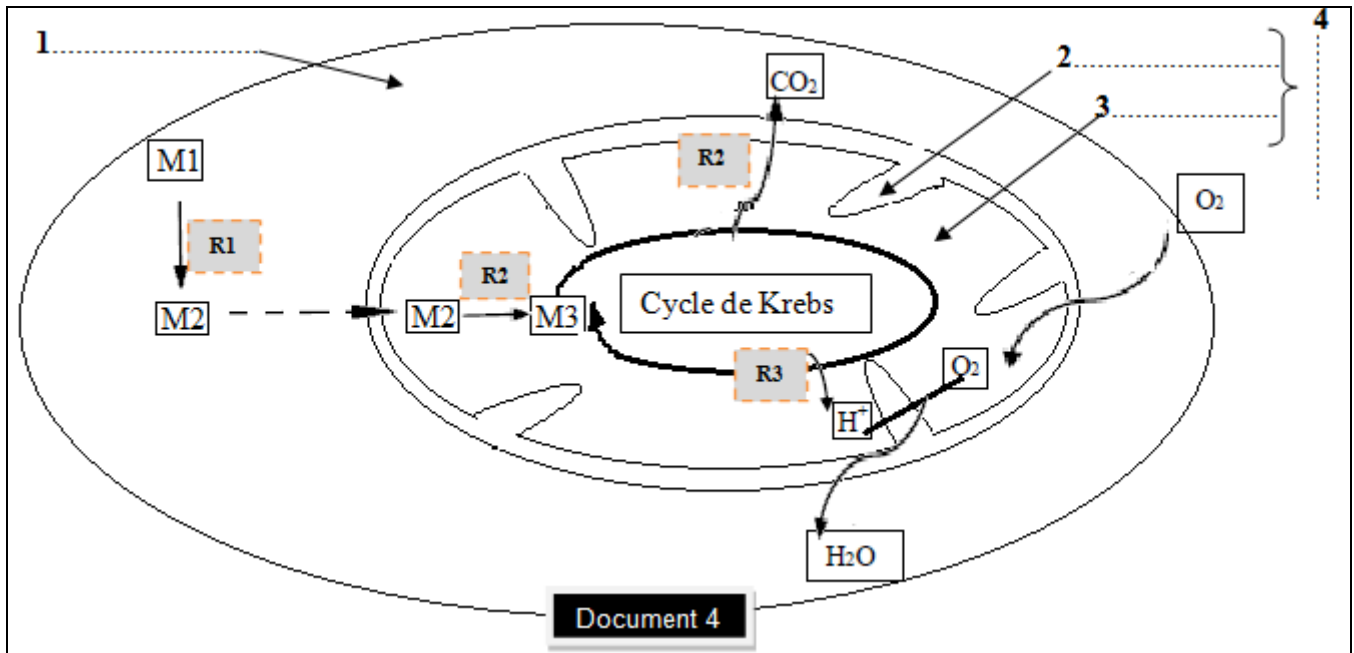 1
4
2
3
CO₂
M1
R2
O₂
R1
R2
M2
M2
M3
Cycle de Krebs
R3
O₂
H⁺
H₂O
Document 4